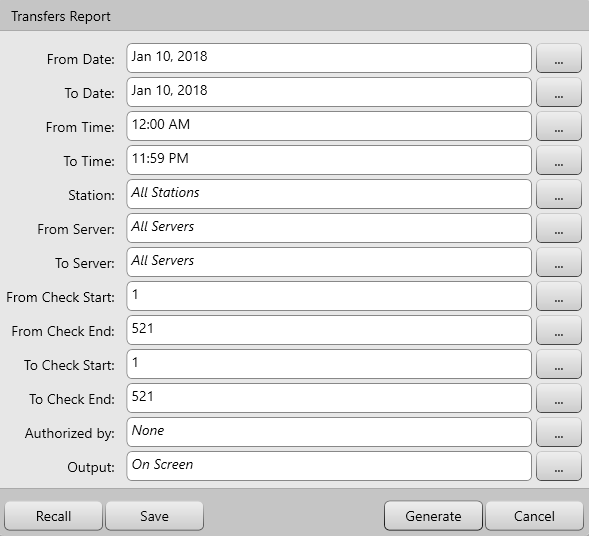 Transfers Report
From Date: Jan 10, 2018 ...
To Date: Jan 10, 2018 ...
From Time: 12:00 AM ...
To Time: 11:59 PM ...
Station: All Stations ...
From Server: All Servers ...
To Server: All Servers ...
From Check Start: 1 ...
From Check End: 521 ...
To Check Start: 1 ...
To Check End: 521 ...
Authorized by: None ...
Output: On Screen ...
Recall Save Generate Cancel